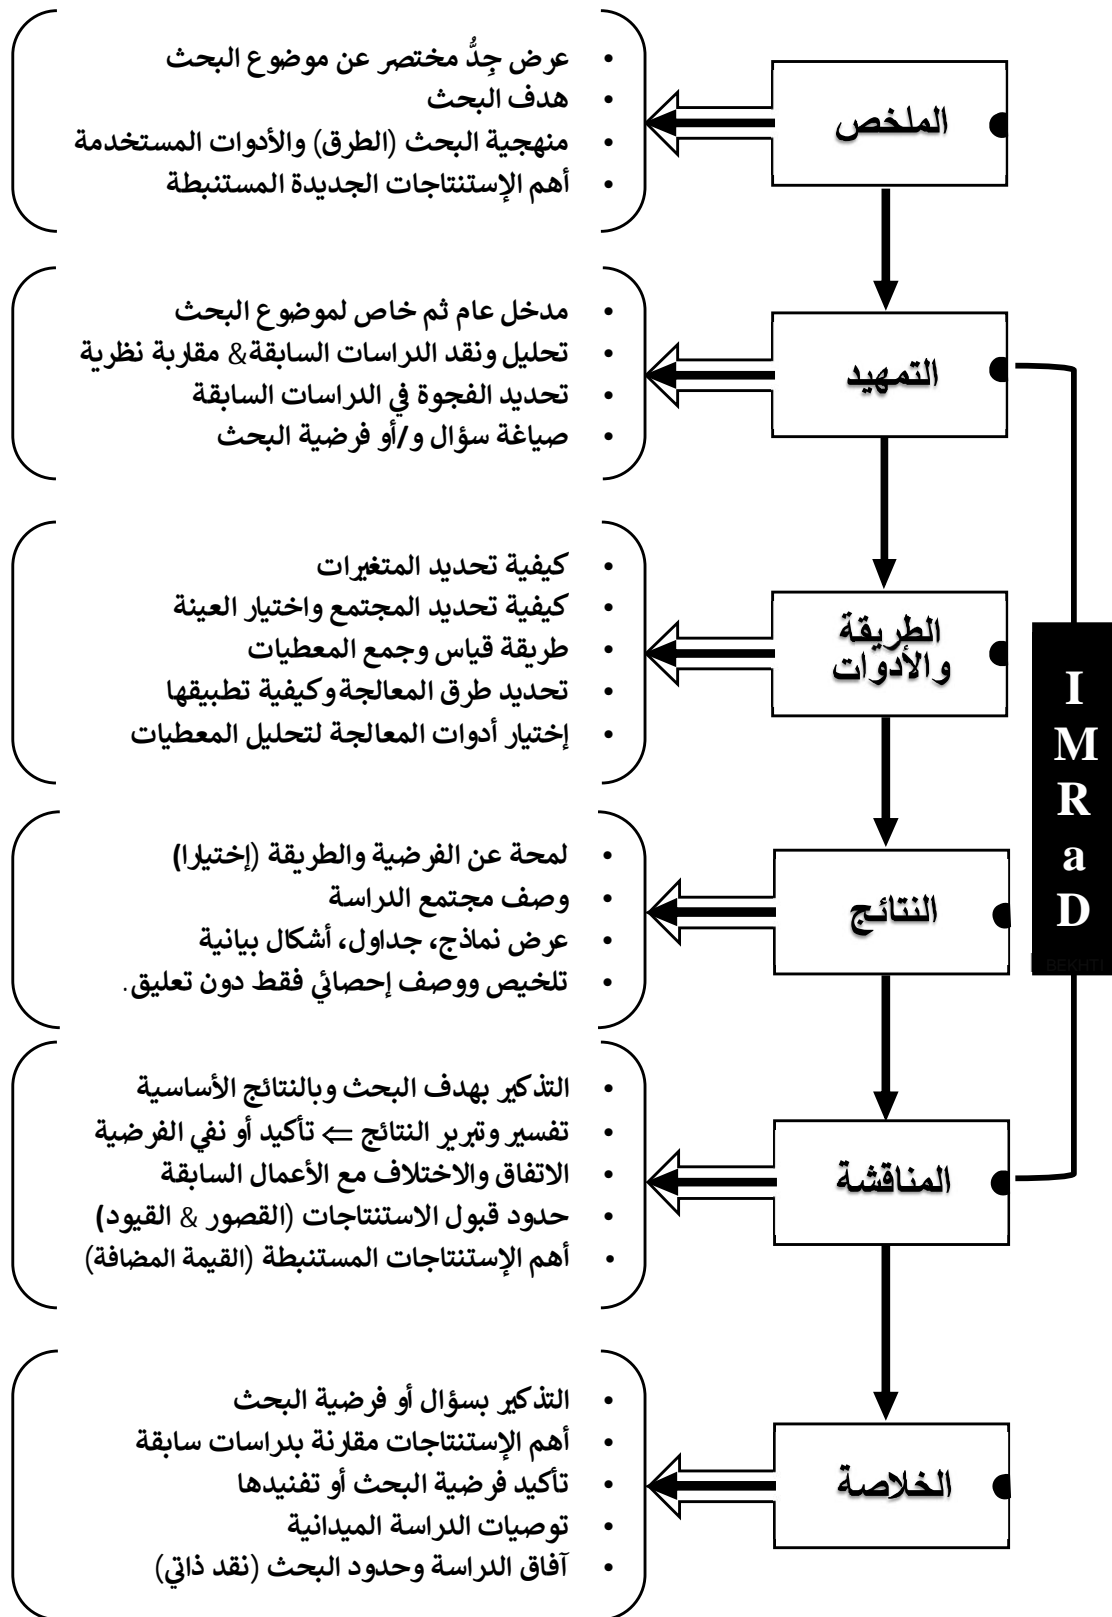 الملخص
• عرض جِدُّ مختصر عن موضوع البحث
• هدف البحث
• منهجية البحث (الطرق) والأدوات المستخدمة
• أهم الإستنتاجات الجديدة المستنبطة
التمهيد
• مدخل عام ثم خاص لموضوع البحث
• تحليل ونقد الدراسات السابقة& مقاربة نظرية
• تحديد الفجوة في الدراسات السابقة
• صياغة سؤال و/أو فرضية البحث
الطريقة
والأدوات
• كيفية تحديد المتغيرات
• كيفية تحديد المجتمع واختيار العينة
• طريقة قياس وجمع المعطيات
• تحديد طرق المعالجة وكيفية تطبيقها
• إختيار أدوات المعالجة لتحليل المعطيات
النتائج
• لمحة عن الفرضية والطريقة (إختيارا)
• وصف مجتمع الدراسة
• عرض نماذج، جداول، أشكال بيانية
• تلخيص ووصف إحصائي فقط دون تعليق.
المناقشة
• التذكير بهدف البحث وبالنتائج الأساسية
• تفسير وتبرير النتائج ⇐ تأكيد أو نفي الفرضية
• الاتفاق والاختلاف مع الأعمال السابقة
• حدود قبول الاستنتاجات (القصور & القيود)
• أهم الإستنتاجات المستنبطة (القيمة المضافة)
الخلاصة
• التذكير بسؤال أو فرضية البحث
• أهم الإستنتاجات مقارنة بدراسات سابقة
• تأكيد فرضية البحث أو تفنيدها
• توصيات الدراسة الميدانية
• آفاق الدراسة وحدود البحث (نقد ذاتي)
I
M
R
a
D
BEKHTI